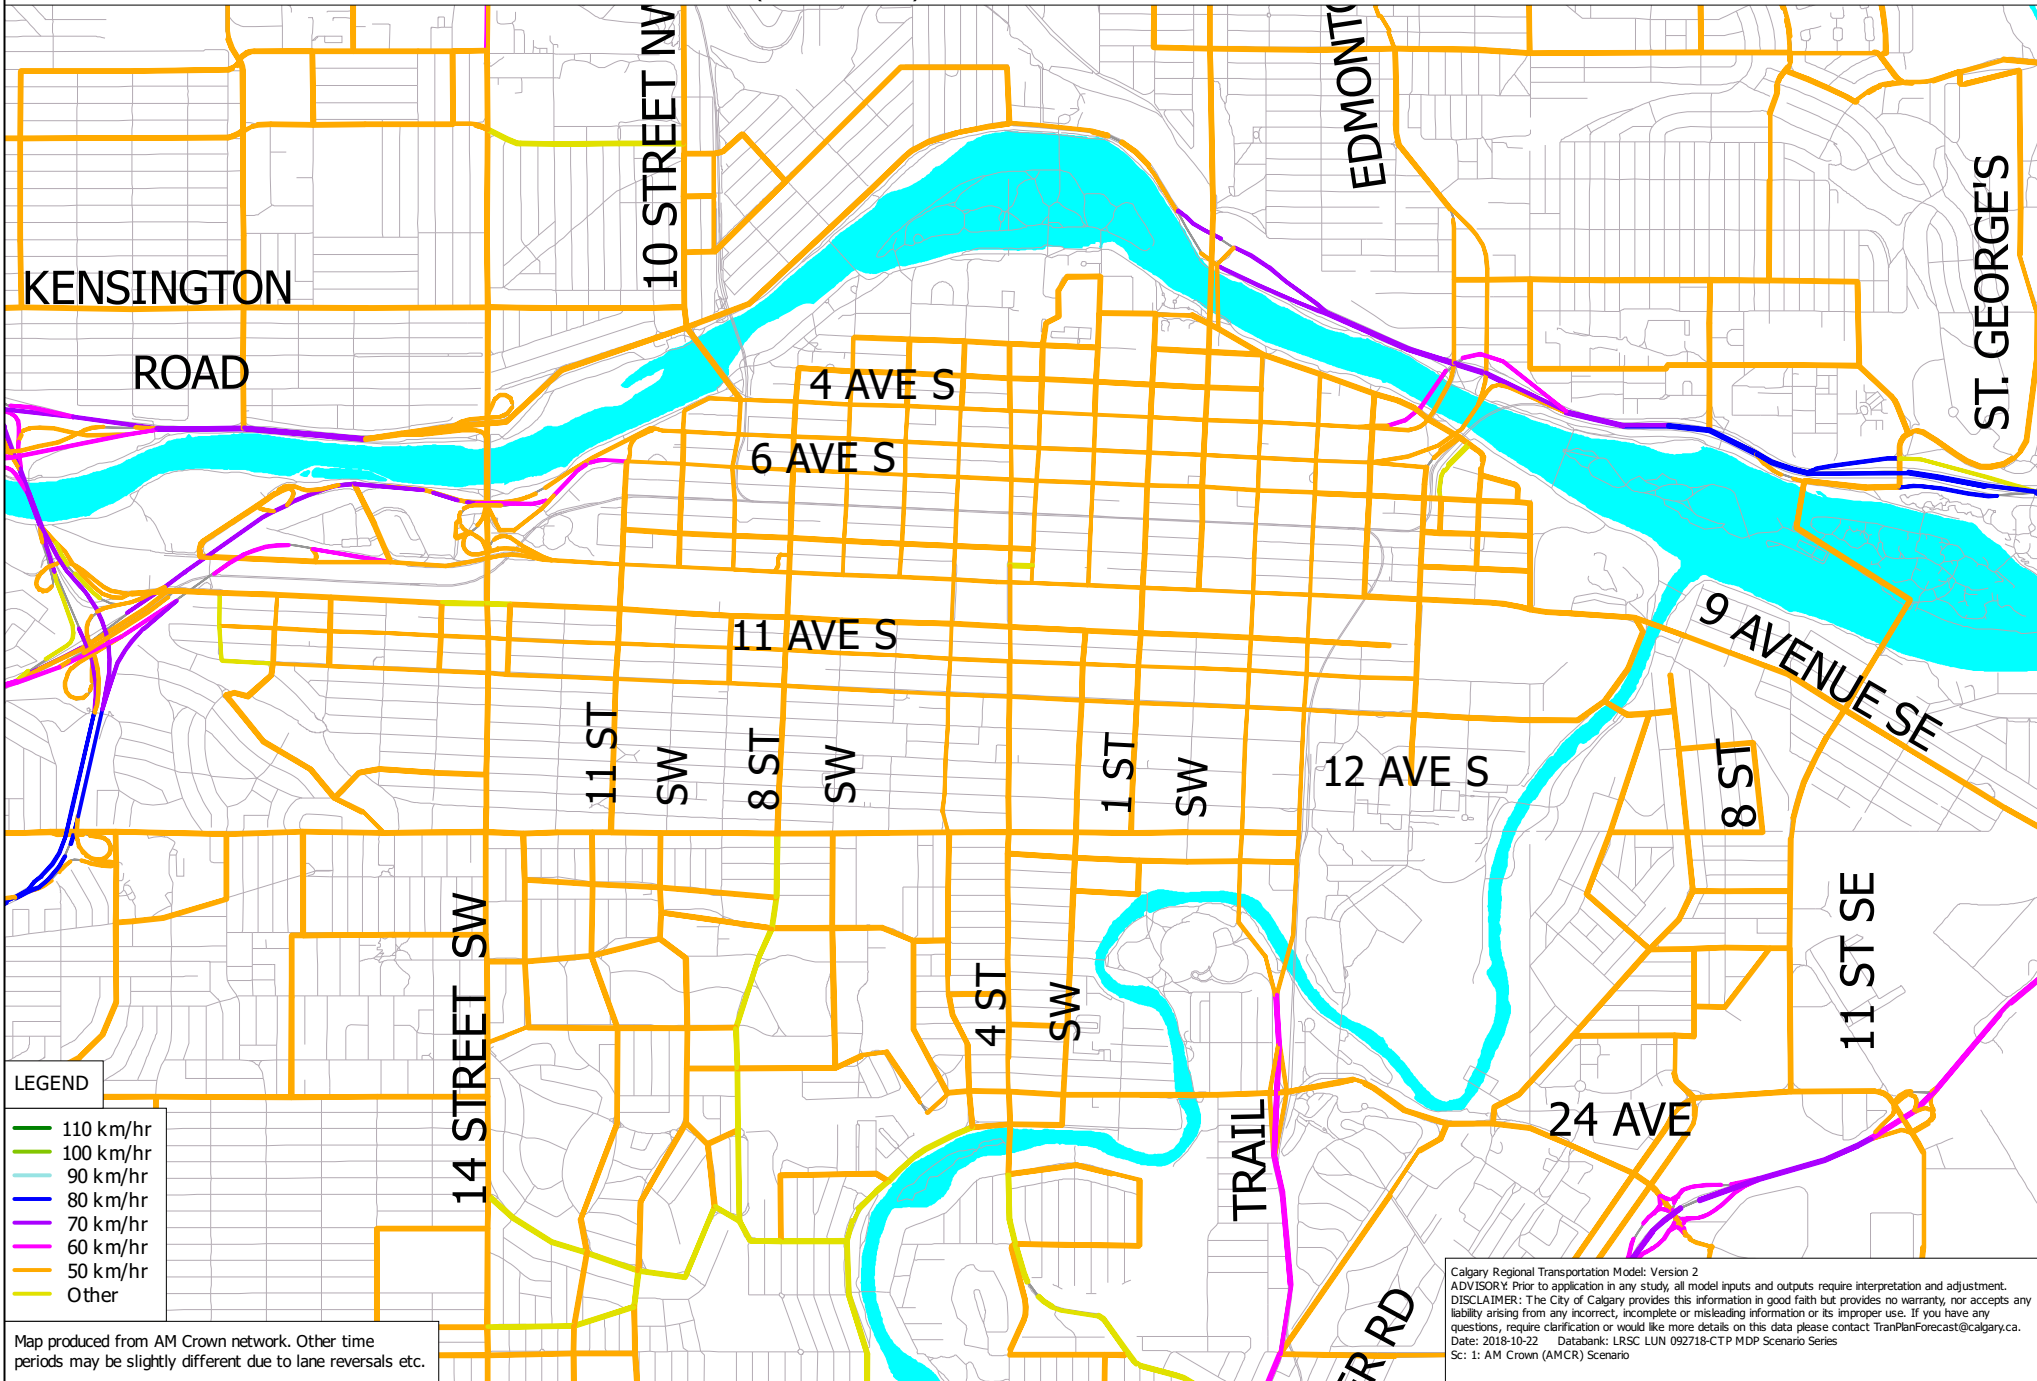 10 STREET NW
EDMONTO
ST. GEORGE'S
KENSINGTON
ROAD
4 AVE S
6 AVE S
9 AVENUE SE
11 AVE S
11 ST
SW
8 ST
SW
1 ST
SW
12 AVE S
8 ST
14 STREET SW
4 ST
SW
11 ST SE
24 AVE
TRAIL
ER RD
LEGEND
110 km/hr
100 km/hr
90 km/hr
80 km/hr
70 km/hr
60 km/hr
50 km/hr
Other
Map produced from AM Crown network. Other time
periods may be slightly different due to lane reversals etc.
Calgary Regional Transportation Model: Version 2
ADVISORY: Prior to application in any study, all model inputs and outputs require interpretation and adjustment.
DISCLAIMER: The City of Calgary provides this information in good faith but provides no warranty, nor accepts any
liability arising from any incorrect, incomplete or misleading information or its improper use. If you have any
questions, require clarification or would like more details on this data please contact TranPlanForecast@calgary.ca.
Date: 2018-10-22 Databank: LRSC LUN 092718-CTP MDP Scenario Series
Sc: 1: AM Crown (AMCR) Scenario